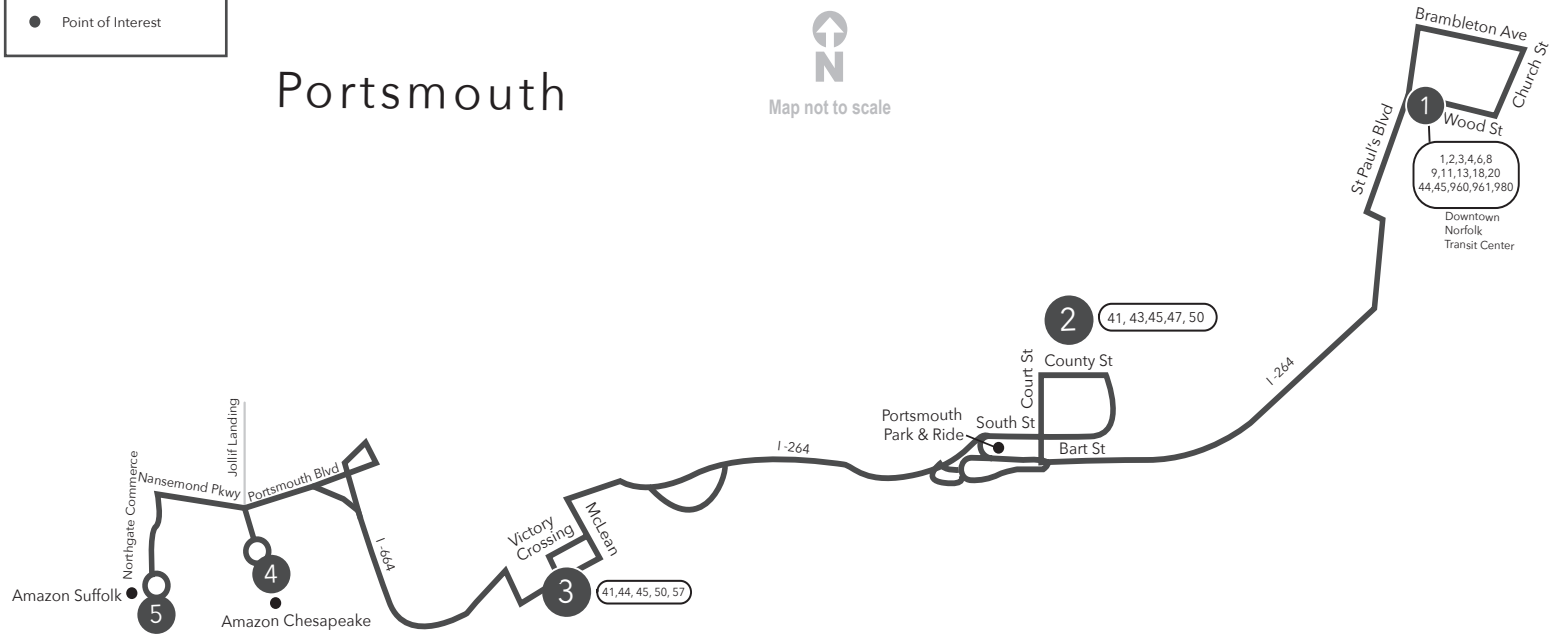 Point of Interest
Portsmouth
N
Map not to scale
Brambleton Ave
Church St
1
Wood St
St Paul's Blvd
1,2,3,4,6,8
9,11,13,18,20
44,45,960,961,980
Downtown
Norfolk
Transit Center
2
41, 43,45,47, 50
County St
Court St
I -264
Portsmouth
Park & Ride
South St
Bart St
I -264
Jollif Landing
Northgate Commerce
Nansemond Pkwy
Portsmouth Blvd
I -664
Victory
Crossing
McLean
3
41,44, 45, 50, 57
4
Amazon Chesapeake
Amazon Suffolk
5